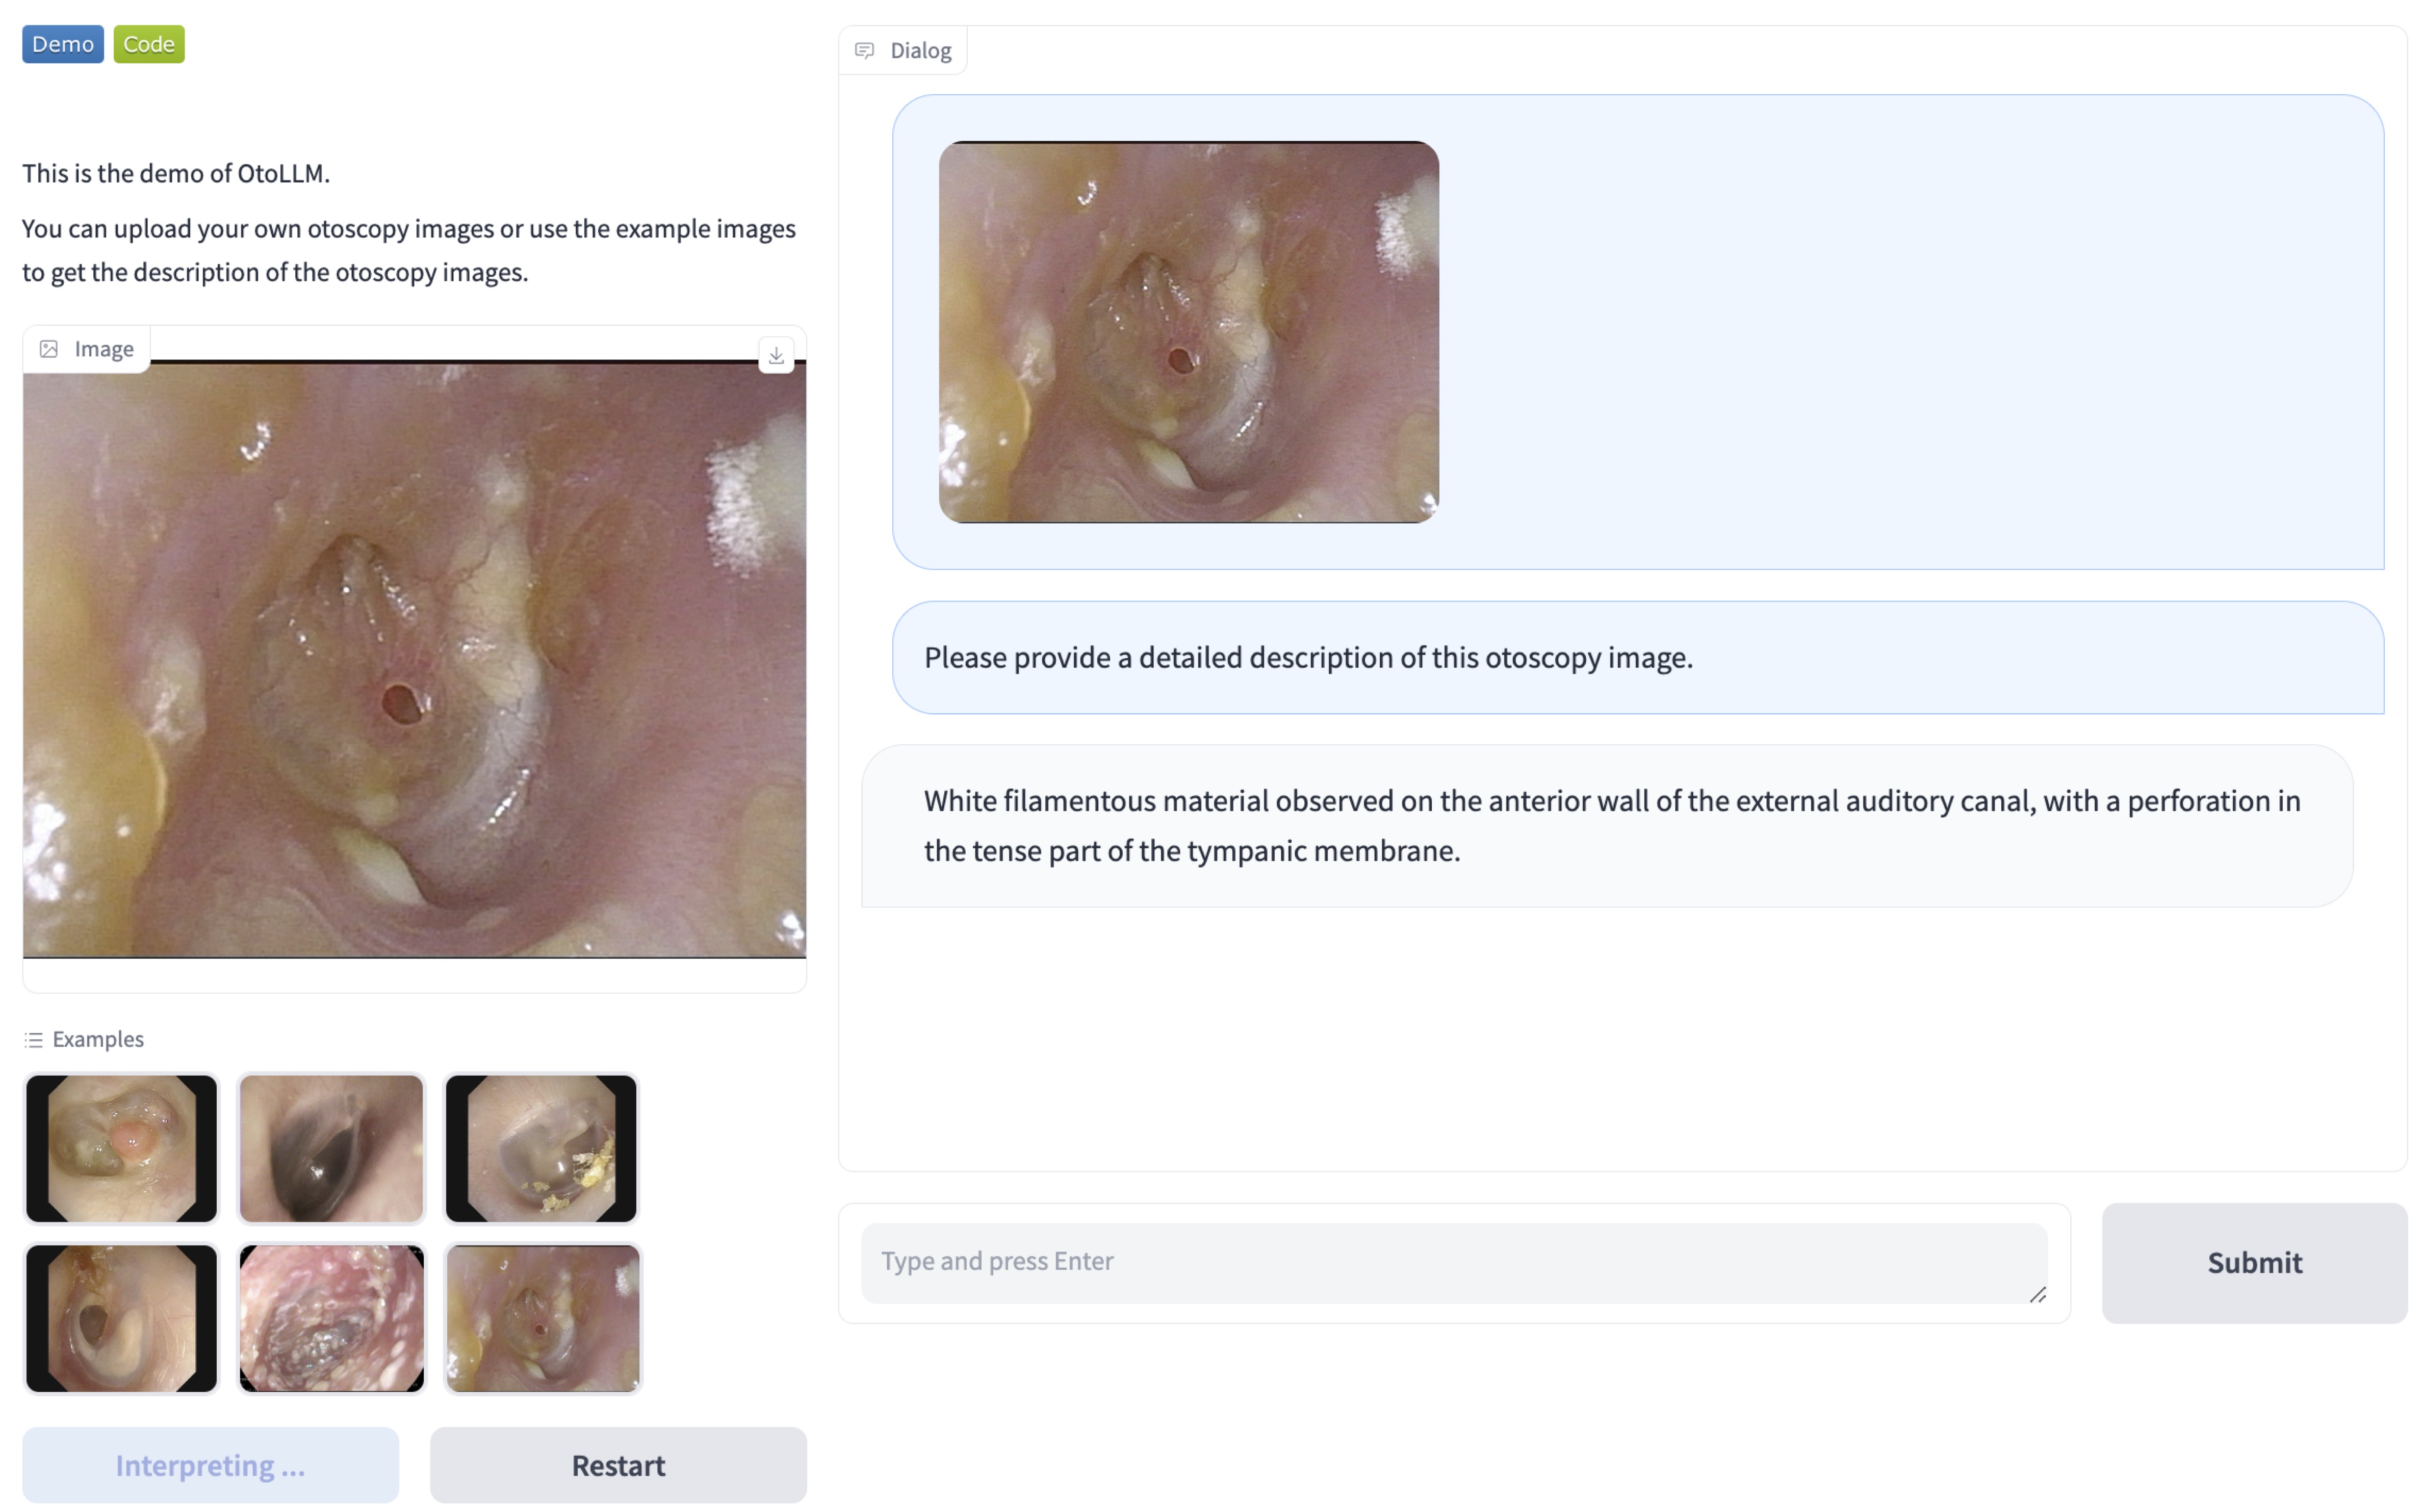 Demo Code
This is the demo of OtoLLM.
You can upload your own otoscopy images or use the example images
to get the description of the otoscopy images.
Image
Examples
Interpreting ...
Restart
Dialog
Please provide a detailed description of this otoscopy image.
White filamentous material observed on the anterior wall of the external auditory canal, with a perforation in
the tense part of the tympanic membrane.
Type and press Enter
Submit